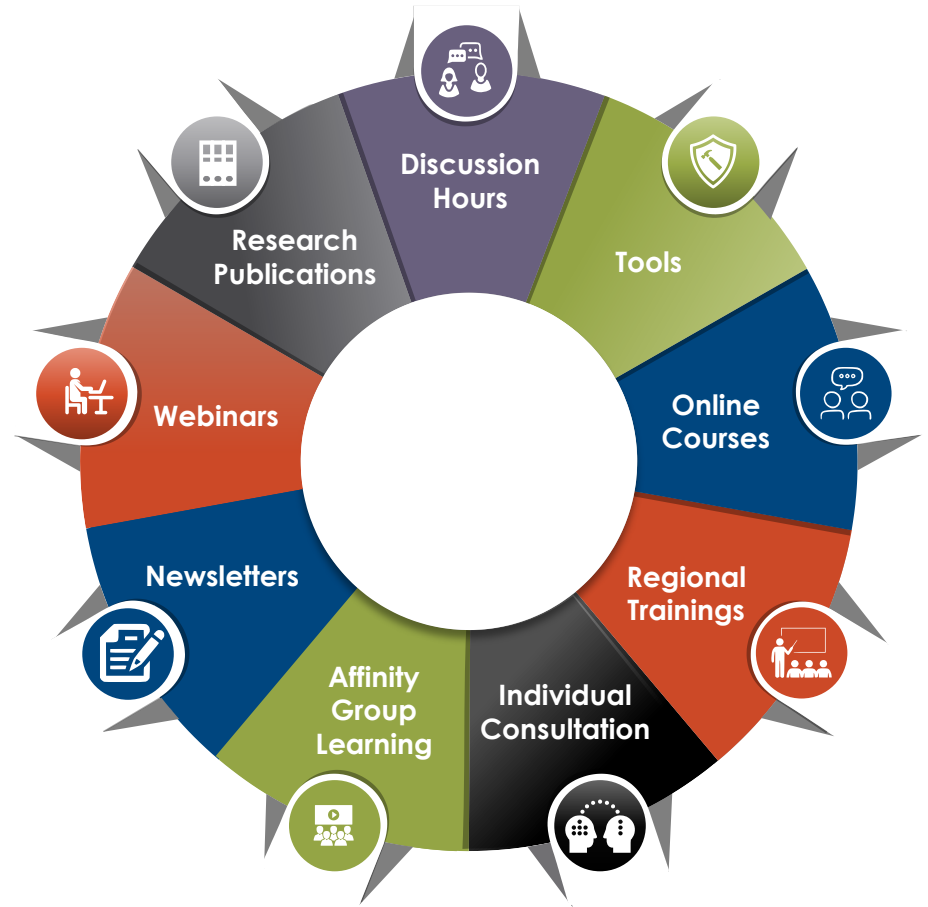 Discussion
Hours
Tools
Online
Courses
Regional
Trainings
Individual
Consultation
Affinity
Group
Learning
Newsletters
Webinars
Research
Publications